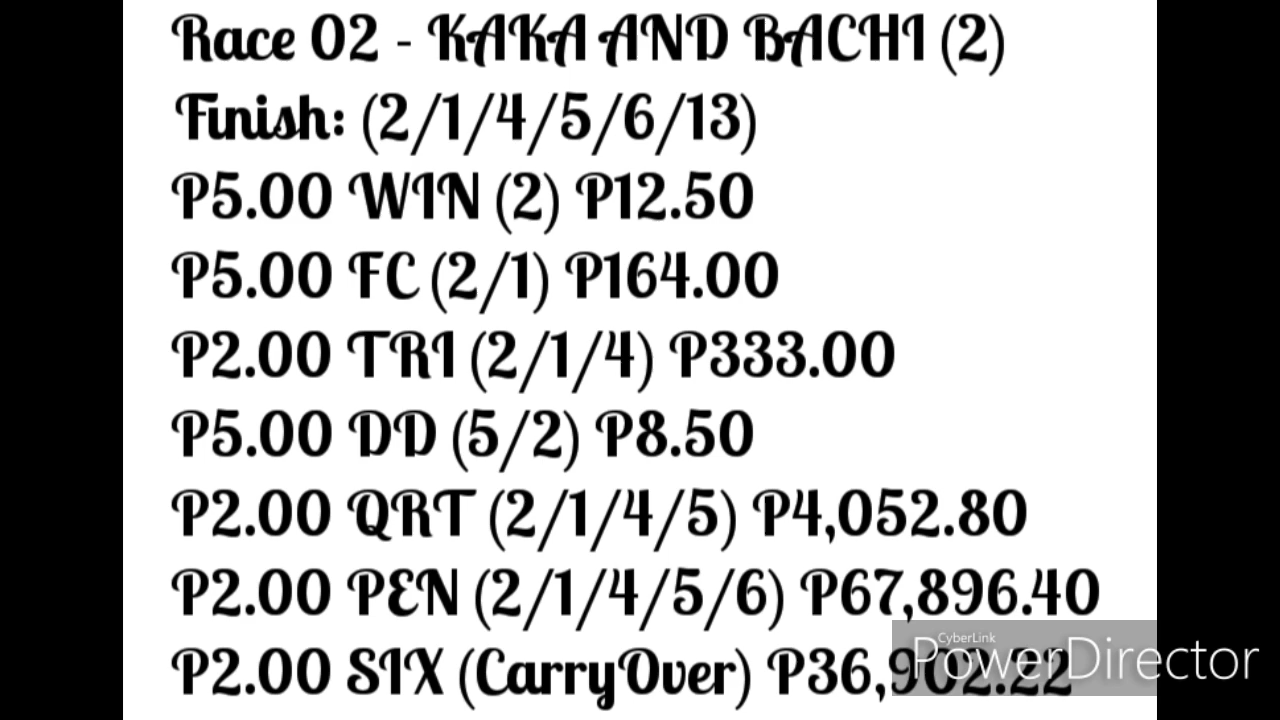 Race 02 - KAKA AND BACHI (2)
Finish: (2/1/4/5/6/13)
P5.00 WIN (2) P12.50
P5.00 FC (2/1) P164.00
P2.00 TRI (2/1/4) P333.00
P5.00 DD (5/2) P8.50
P2.00 QRT (2/1/4/5) P4,052.80
P2.00 PEN (2/1/4/5/6) P67,896.40
P2.00 SIX (CarryOver) P36,902.22
CyberLink
PowerDirector